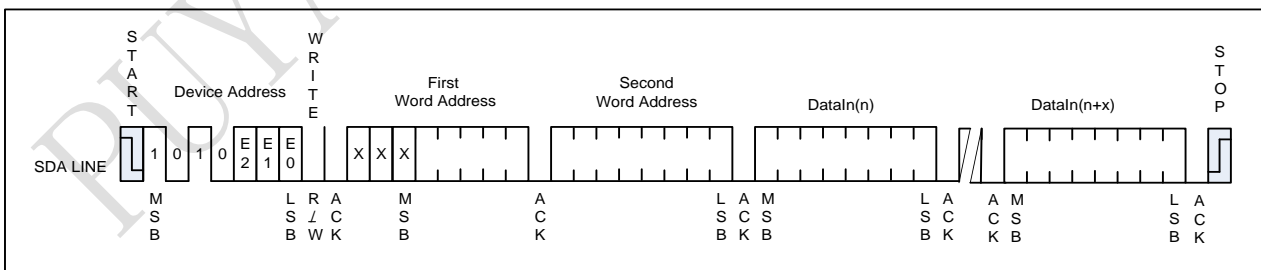 PUYA
START
Device Address
WRITE
First
Word Address
Second
Word Address
DataIn(n)
DataIn(n+x)
STOP
SDA LINE
1 0 1 0 E2 E1 E0
X X X
MSB
LSB
R/W
ACK
MSB
ACK
LSB
ACK
MSB
LSB
ACK
ACK
MSB
LSB
ACK